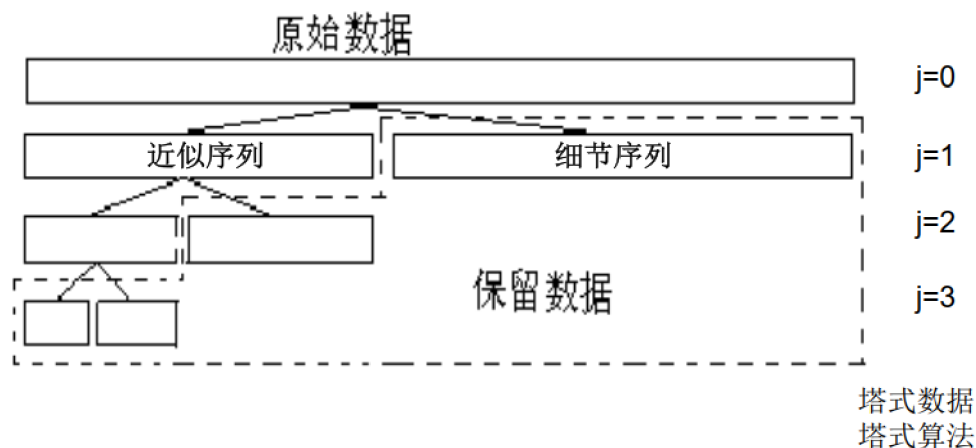 原始数据
j=0
近似序列 细节序列 j=1
j=2
保留数据 j=3
塔式数据
塔式算法